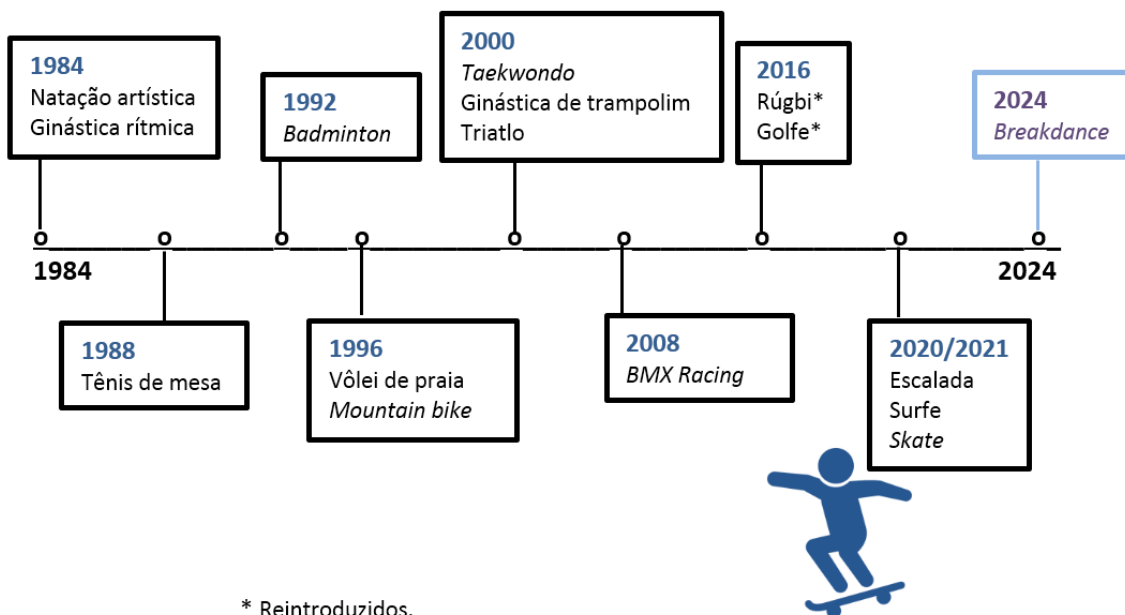 1984
Natação artística
Ginástica rítmica
1992
Badminton
2000
Taekwondo
Ginástica de trampolim
Triatlo
2016
Rúgbi*
Golfe*
2024
Breakdance
1984
2024
1988
Tênis de mesa
1996
Vôlei de praia
Mountain bike
2008
BMX Racing
2020/2021
Escalada
Surfe
Skate
* Reintroduzidos.